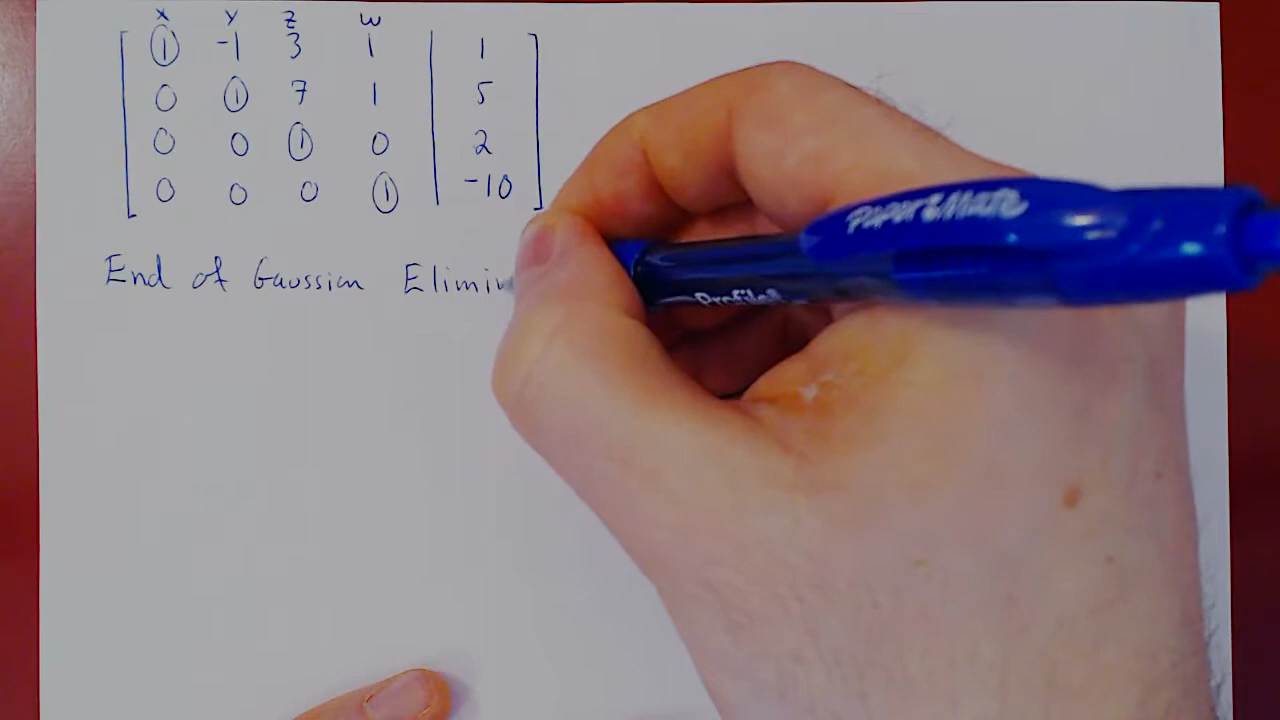 x y z w
1 -1 3 1 1
0 1 7 1 5
0 0 1 0 2
0 0 0 1 -10
End of Gaussian
Paper Mate
Profile